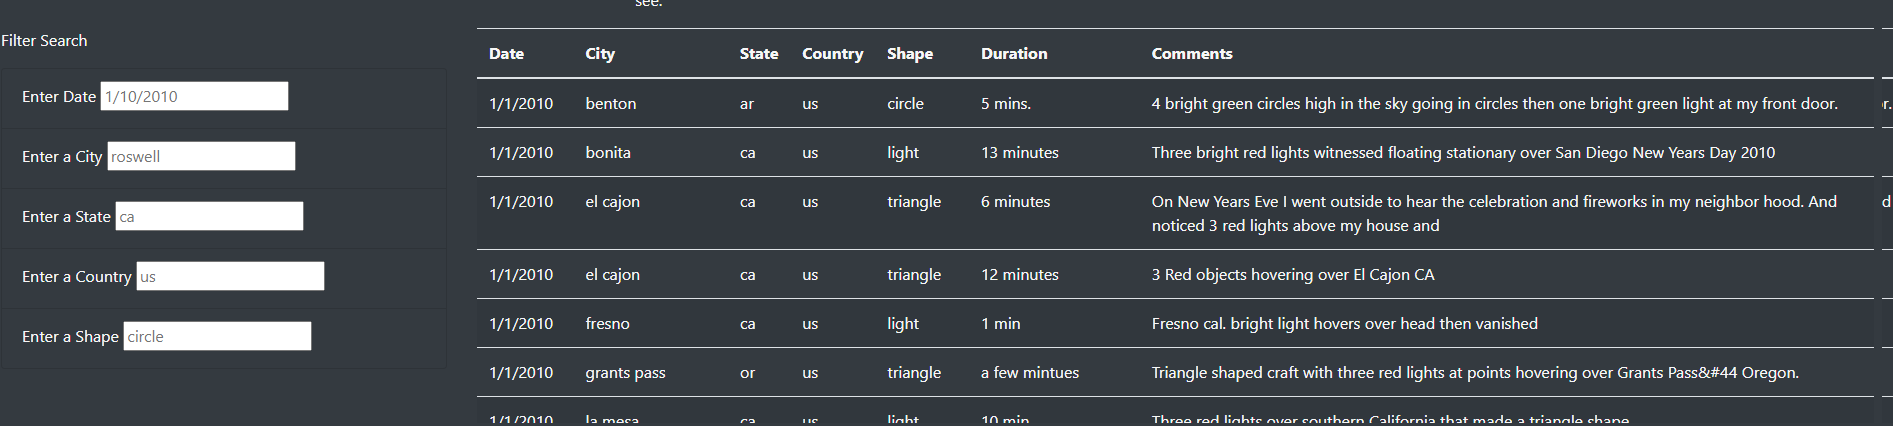 see.
Filter Search
Enter Date 1/10/2010
Enter a City roswell
Enter a State ca
Enter a Country us
Enter a Shape circle
Date City State Country Shape Duration Comments
1/1/2010 benton ar us circle 5 mins. 4 bright green circles high in the sky going in circles then one bright green light at my front door.
1/1/2010 bonita ca us light 13 minutes Three bright red lights witnessed floating stationary over San Diego New Years Day 2010
1/1/2010 el cajon ca us triangle 6 minutes On New Years Eve I went outside to hear the celebration and fireworks in my neighbor hood. And
noticed 3 red lights above my house and
1/1/2010 el cajon ca us triangle 12 minutes 3 Red objects hovering over El Cajon CA
1/1/2010 fresno ca us light 1 min Fresno cal. bright light hovers over head then vanished
1/1/2010 grants pass or us triangle a few mintues Triangle shaped craft with three red lights at points hovering over Grants Pass&#44 Oregon.
1/1/2010 la mesa ca us light 10 min Three red lights over southern California that made a triangle shape